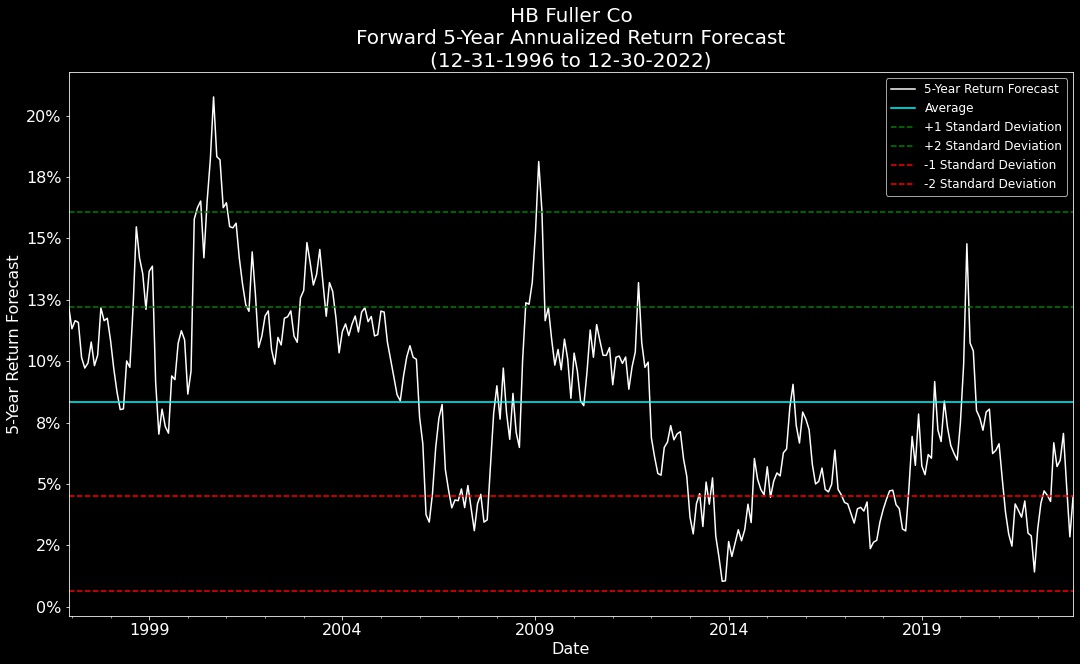 HB Fuller Co
Forward 5-Year Annualized Return Forecast
(12-31-1996 to 12-30-2022)
5-Year Return Forecast
Average
+1 Standard Deviation
+2 Standard Deviation
-1 Standard Deviation
-2 Standard Deviation
20%
18%
15%
13%
10%
8%
5%
2%
0%
5-Year Return Forecast
1999
2004
2009
2014
2019
Date